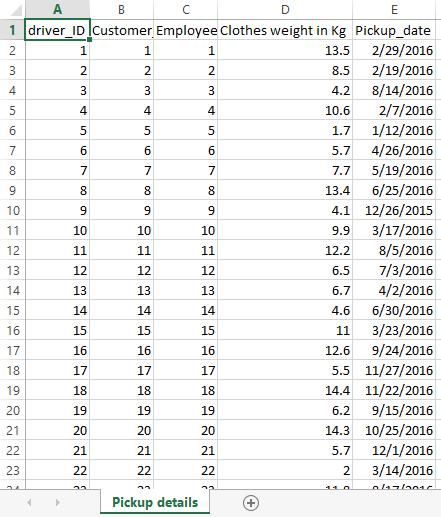 A B C D E
1 driver_ID Customer_ Employee Clothes weight in Kg Pickup_date
2 1 1 1 13.5 2/29/2016
3 2 2 2 8.5 2/19/2016
4 3 3 3 4.2 8/14/2016
5 4 4 4 10.6 2/7/2016
6 5 5 5 1.7 1/12/2016
7 6 6 6 5.7 4/26/2016
8 7 7 7 7.7 5/19/2016
9 8 8 8 13.4 6/25/2016
10 9 9 9 4.1 12/26/2015
11 10 10 10 9.9 3/17/2016
12 11 11 11 12.2 8/5/2016
13 12 12 12 6.5 7/3/2016
14 13 13 13 6.7 4/2/2016
15 14 14 14 4.6 6/30/2016
16 15 15 15 11 3/23/2016
17 16 16 16 12.6 9/24/2016
18 17 17 17 5.5 11/27/2016
19 18 18 18 14.4 11/22/2016
20 19 19 19 6.2 9/15/2016
21 20 20 20 14.3 10/25/2016
22 21 21 21 5.7 12/1/2016
23 22 22 22 2 3/14/2016
Pickup details